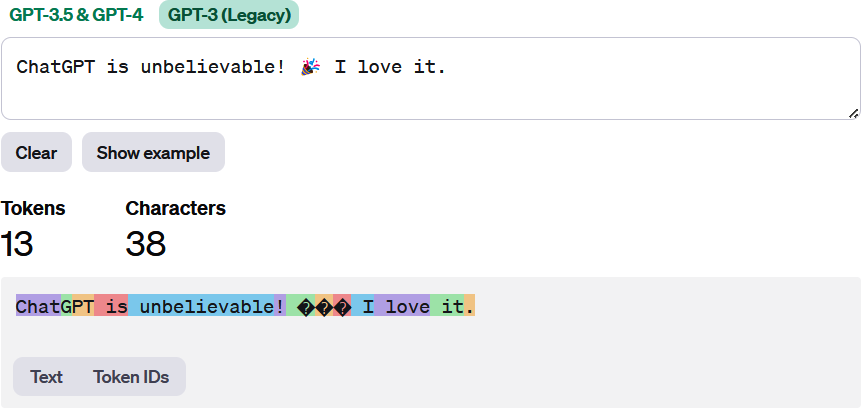 GPT-3.5 & GPT-4 GPT-3 (Legacy)
ChatGPT is unbelievable! 🎉 I love it.
Clear Show example
Tokens Characters
13 38
ChatGPT is unbelievable! ��� I love it.
Text Token IDs